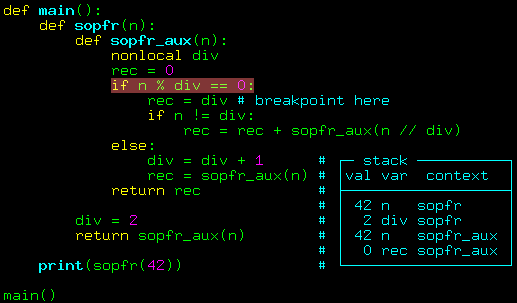 def main():
    def sopfr(n):
        def sopfr_aux(n):
            nonlocal div
            rec = 0
            if n % div == 0:
                rec = div # breakpoint here
                if n != div:
                    rec = rec + sopfr_aux(n // div)
            else:
                div = div + 1      # stack
                rec = sopfr_aux(n) # val var  context
            return rec             #
                                   # 42 n   sopfr
        div = 2                    # 2 div sopfr
        return sopfr_aux(n)        # 42 n   sopfr_aux
                                   # 0 rec sopfr_aux
    print(sopfr(42))               #
main()